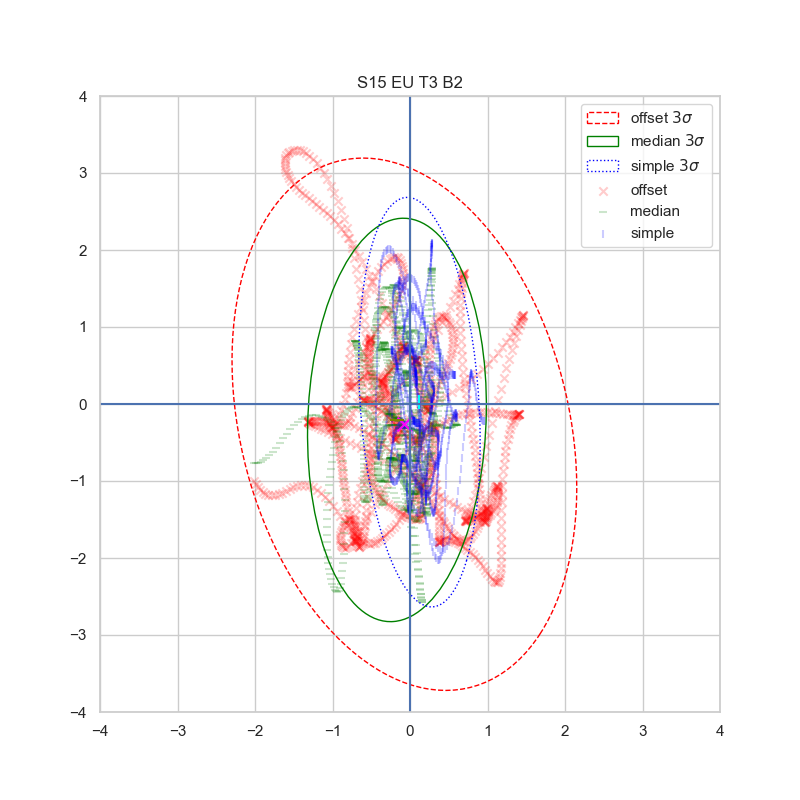 S15 EU T3 B2
offset 3σ
median 3σ
simple 3σ
offset
median
simple
4
3
2
1
0
−1
−2
−3
−4
−4 −3 −2 −1 0 1 2 3 4